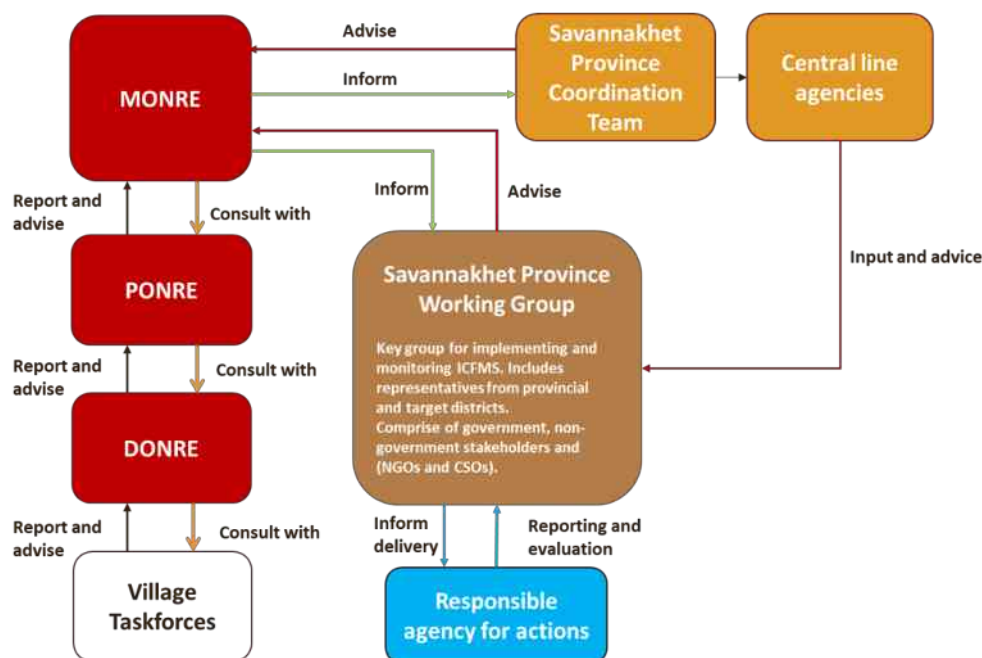 MONRE
Advise
Inform
Savannakhet
Province
Coordination
Team
Central line
agencies
Inform
Advise
Report and
advise
Consult with
PONRE
Savannakhet Province
Working Group
Key group for implementing and
monitoring ICFMS. Includes
representatives from provincial
and target districts.
Comprise of government, non-
government stakeholders and
(NGOs and CSOs).
Input and advice
Report and
advise
Consult with
DONRE
Report and
advise
Consult with
Inform
delivery
Reporting and
evaluation
Village
Taskforces
Responsible
agency for actions